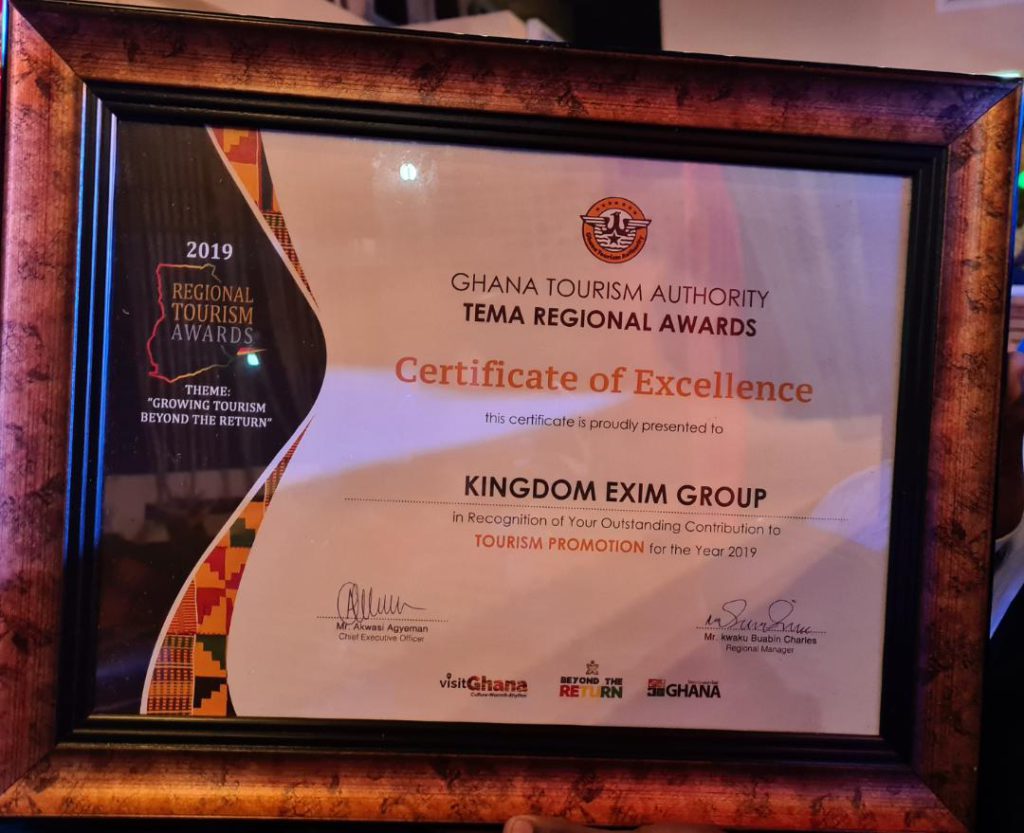 2019
REGIONAL
TOURISM
AWARDS
THEME:
"GROWING TOURISM
BEYOND THE RETURN"
Ghana Tourism Authority
GHANA TOURISM AUTHORITY
TEMA REGIONAL AWARDS
Certificate of Excellence
this certificate is proudly presented to
KINGDOM EXIM GROUP
in Recognition of Your Outstanding Contribution to
TOURISM PROMOTION for the Year 2019
Mr. Akwasi Agyeman
Chief Executive Officer
Mr. kwaku Buabin Charles
Regional Manager
visitGhana
BEYOND THE
RETURN
GHANA